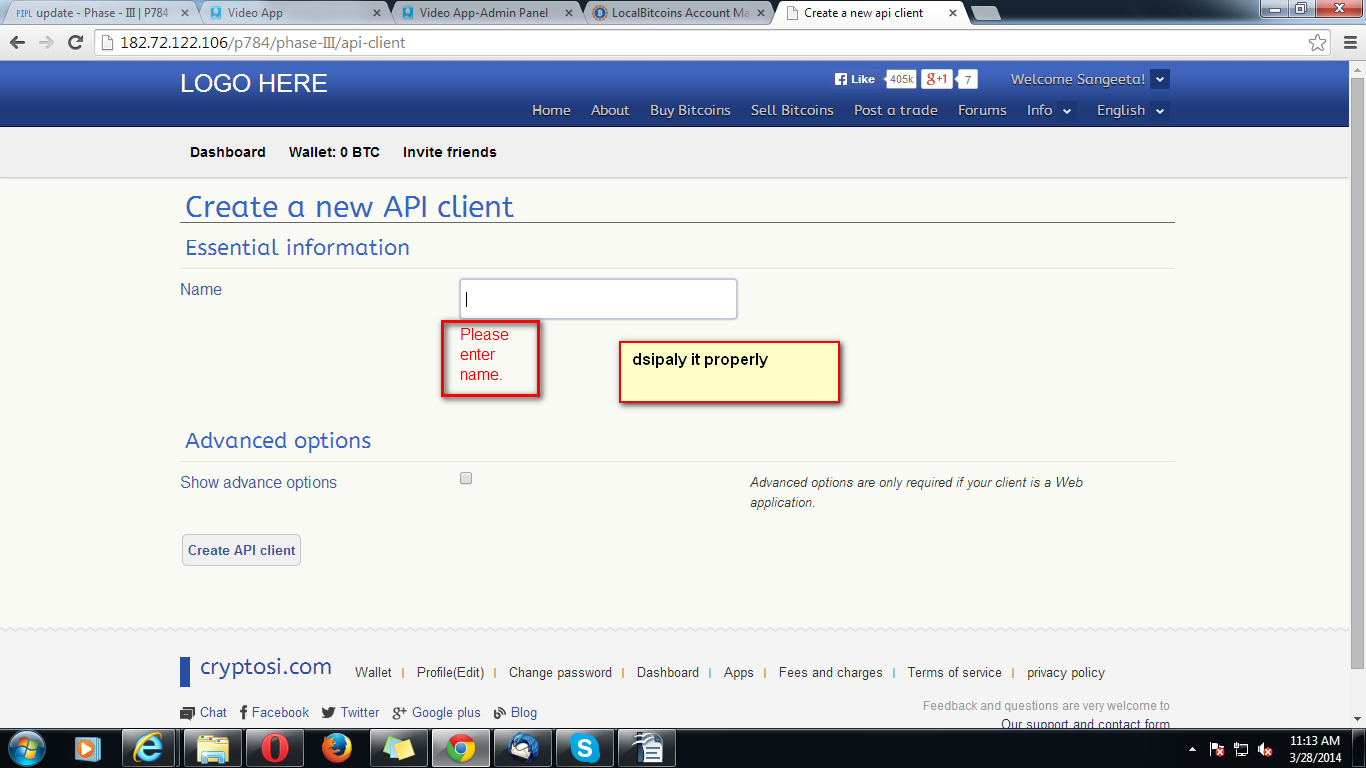 PIPL update - Phase - III | P784
Video App
Video App-Admin Panel
LocalBitcoins Account Ma
Create a new api client
182.72.122.106/p784/phase-III/api-client
LOGO HERE
Like 405k +1 7
Welcome Sangeeta!
Home About Buy Bitcoins Sell Bitcoins Post a trade Forums Info English
Dashboard Wallet: 0 BTC Invite friends
Create a new API client
Essential information
Name
Please
enter
name.
dsipaly it properly
Advanced options
Show advance options
Advanced options are only required if your client is a Web
application.
Create API client
cryptosi.com
Wallet | Profile(Edit) | Change password | Dashboard | Apps | Fees and charges | Terms of service | privacy policy
Chat Facebook Twitter Google plus Blog
Feedback and questions are very welcome to
Our support and contact form
11:13 AM
3/28/2014